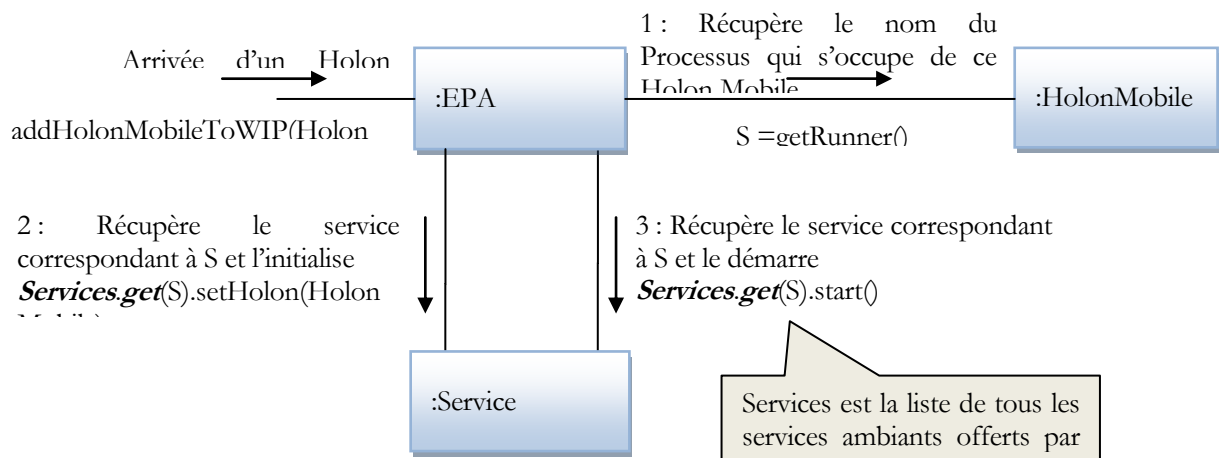 1 : Récupère le nom du
Processus qui s'occupe de ce
Holon Mobile
Arrivée d'un Holon
:EPA
:HolonMobile
addHolonMobileToWIP(Holon
S =getRunner()
2 : Récupère le service
correspondant à S et l'initialise
Services.get(S).setHolon(Holon
Mobile)
3 : Récupère le service correspondant
à S et le démarre
Services.get(S).start()
:Service
Services est la liste de tous les
services ambiants offerts par